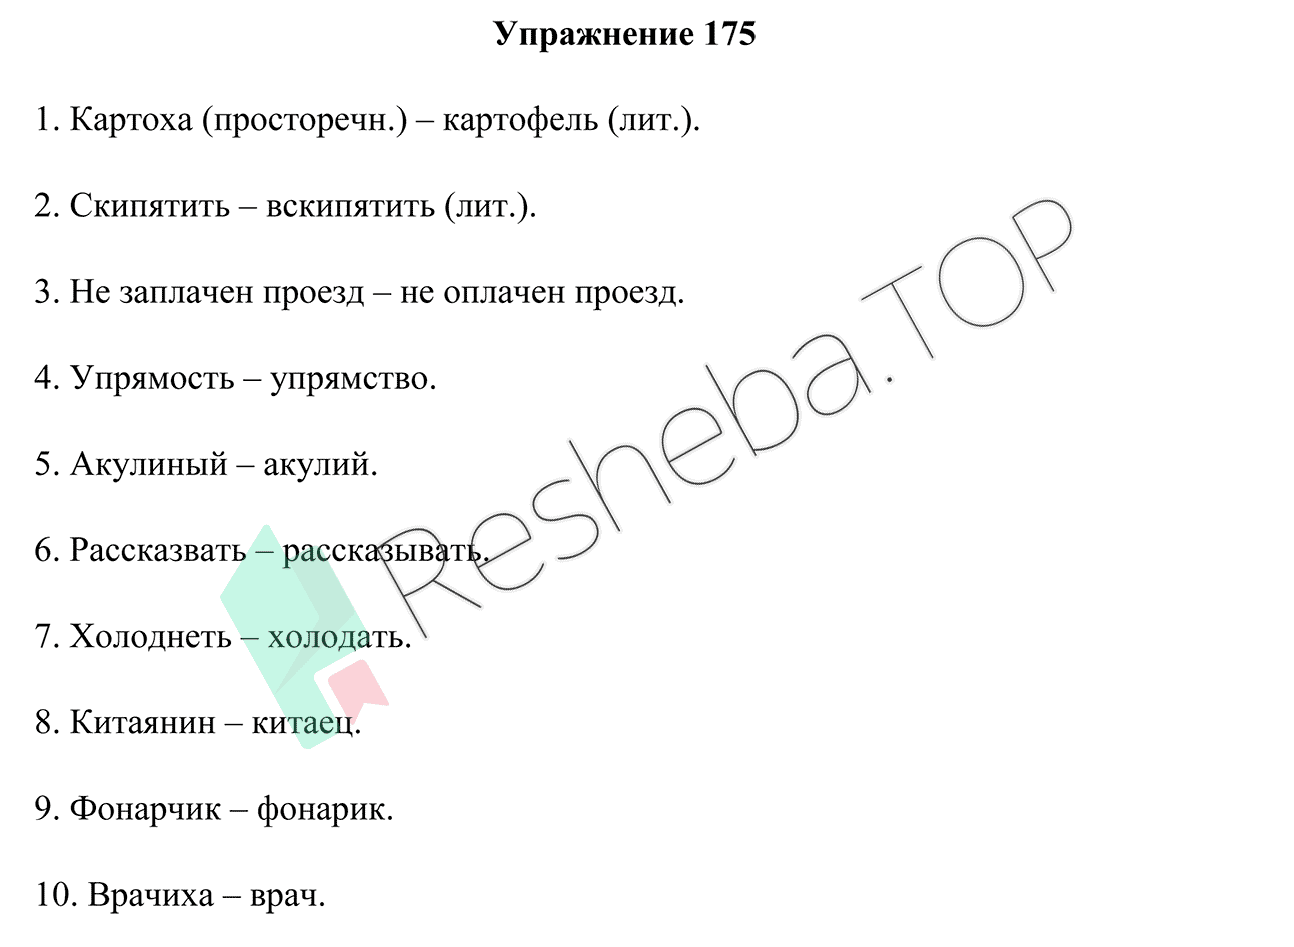 Упражнение 175
1. Картоха (просторечн.) – картофель (лит.).
2. Скипятить – вскипятить (лит.).
3. Не заплачен проезд – не оплачен проезд.
4. Упрямость – упрямство.
5. Акулиный – акулий.
6. Рассказвать – рассказывать.
7. Холоднеть – холодать.
8. Китаянин – китаец.
9. Фонарчик – фонарик.
10. Врачиха – врач.
Resheba.TOP